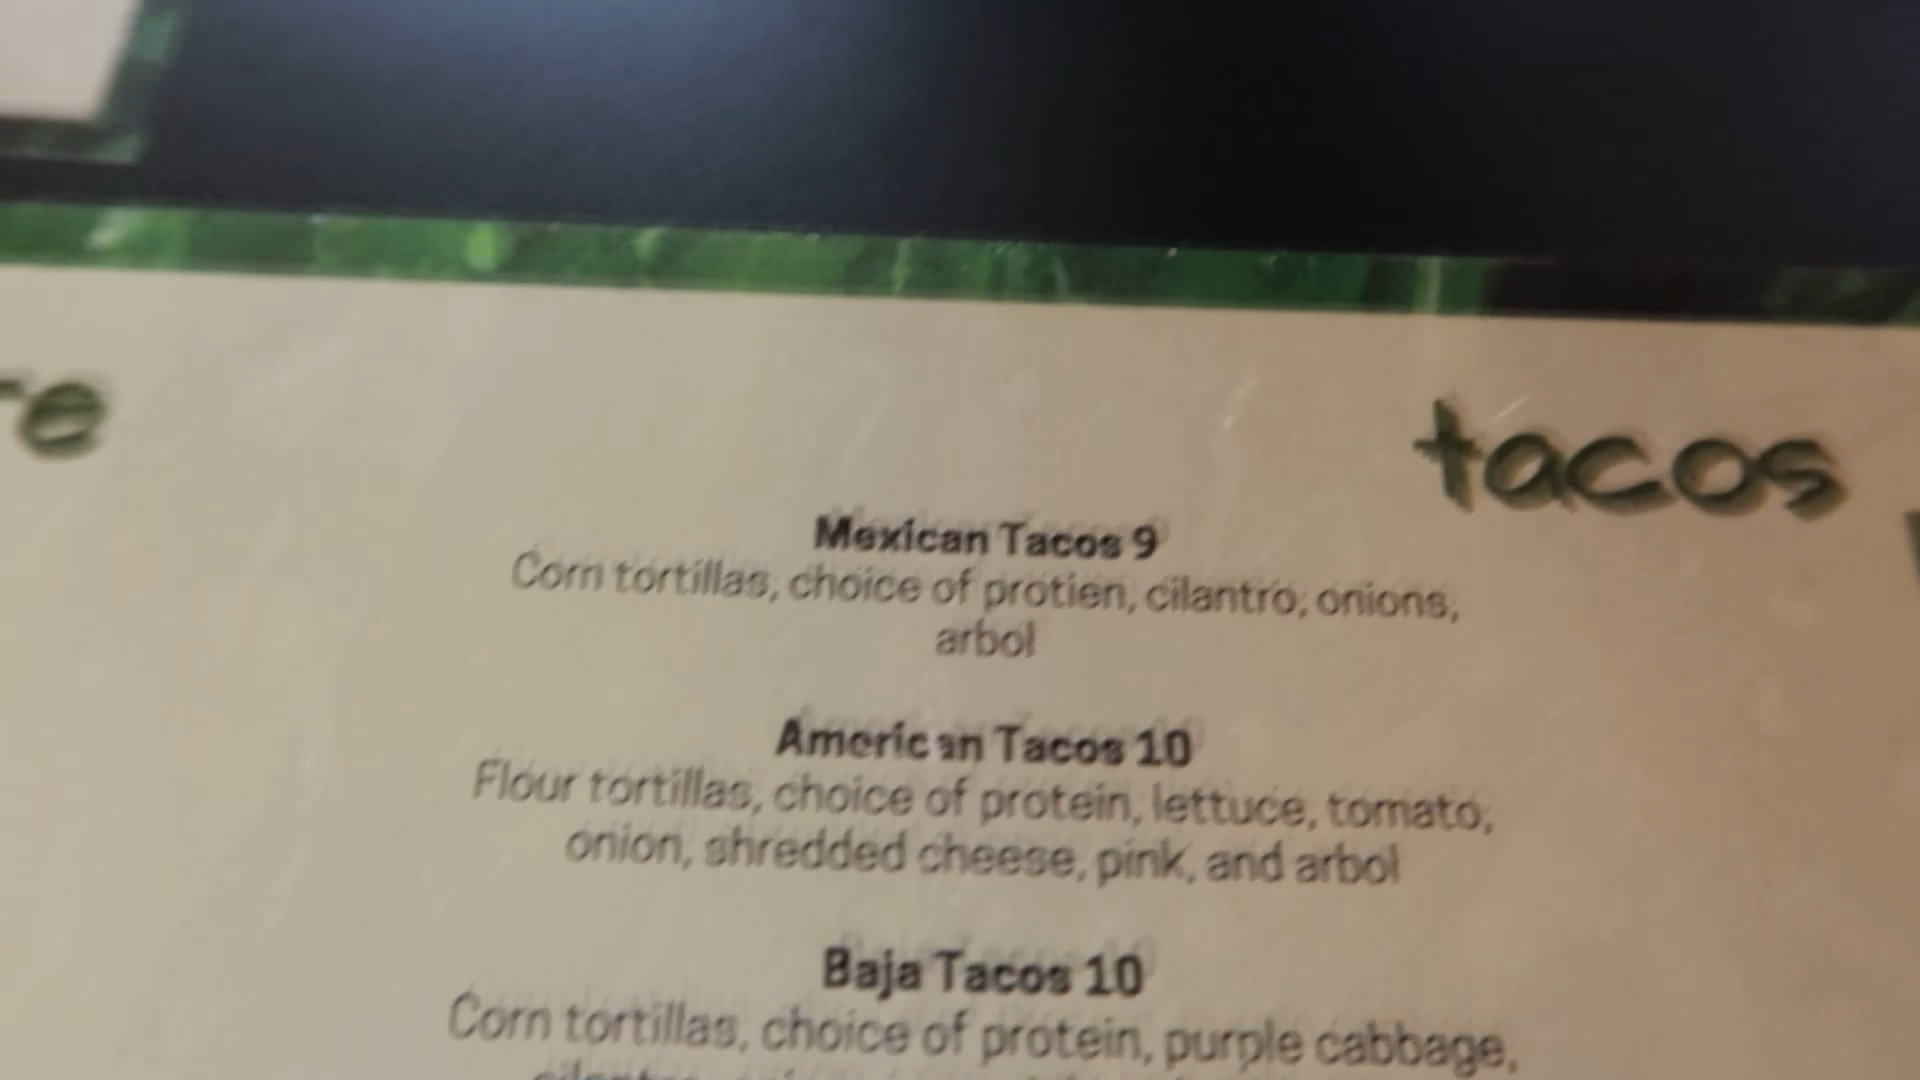 re
tacos
Mexican Tacos 9
Corn tortillas, choice of protien, cilantro, onions,
arbol
American Tacos 10
Flour tortillas, choice of protein, lettuce, tomato,
onion, shredded cheese, pink, and arbol
Baja Tacos 10
Corn tortillas, choice of protein, purple cabbage,